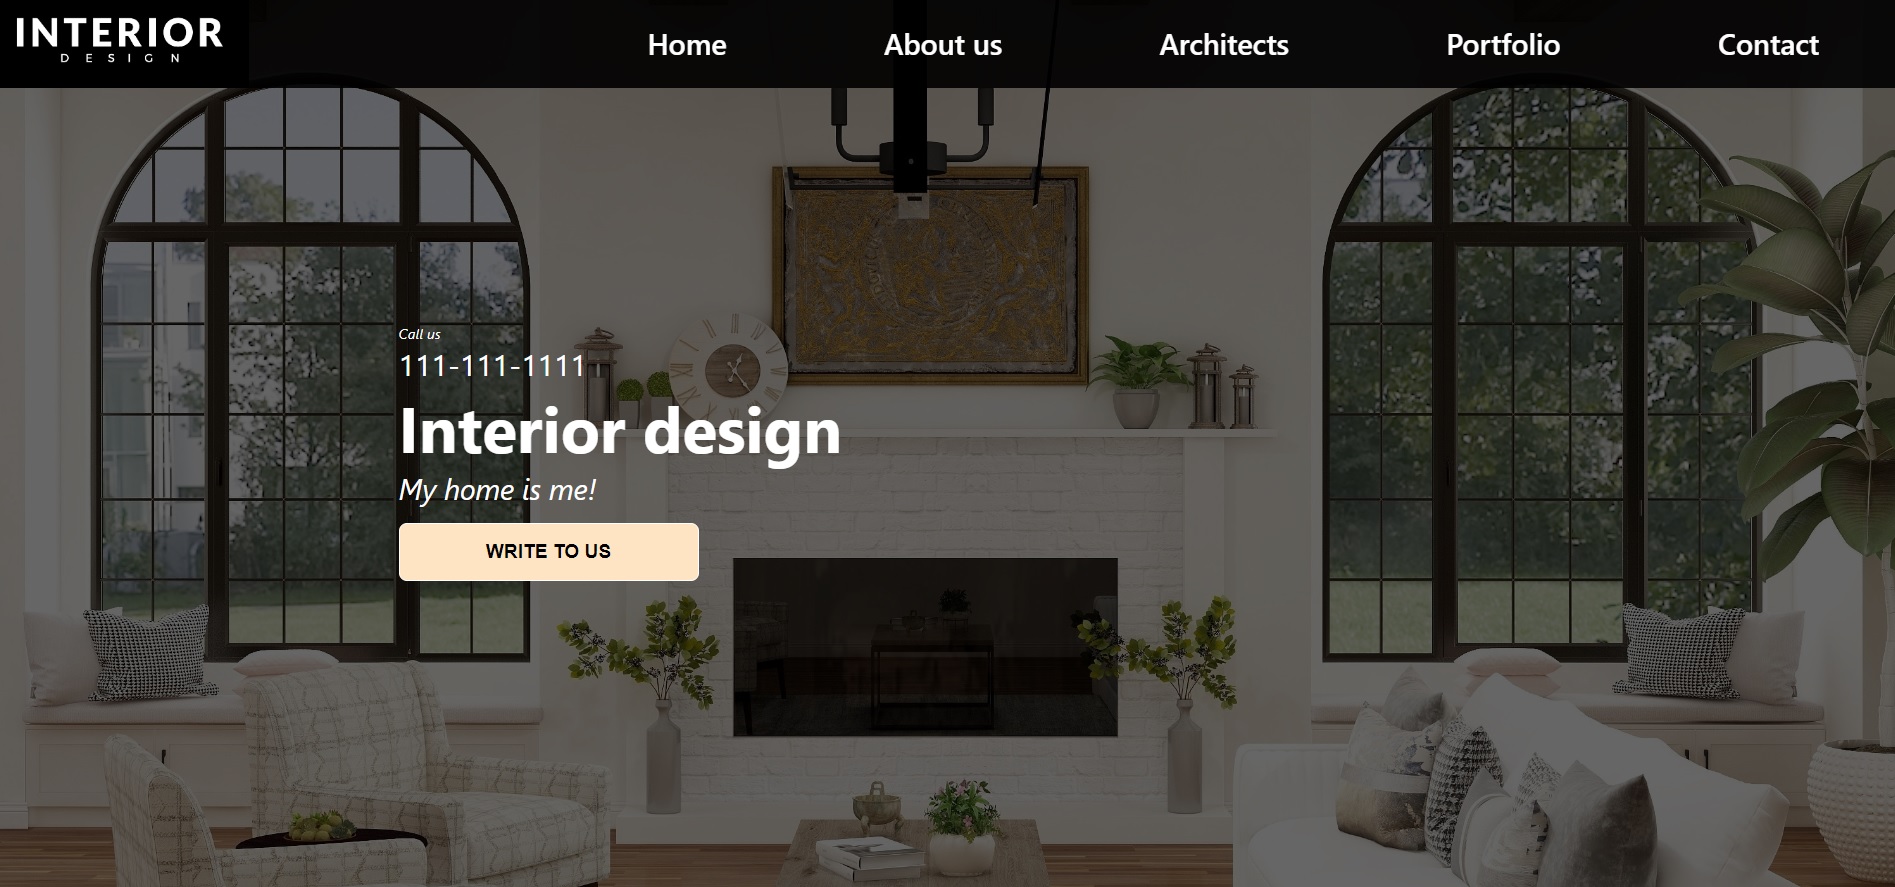 INTERIOR
DESIGN
Home
About us
Architects
Portfolio
Contact
Call us
111-111-1111
Interior design
My home is me!
WRITE TO US